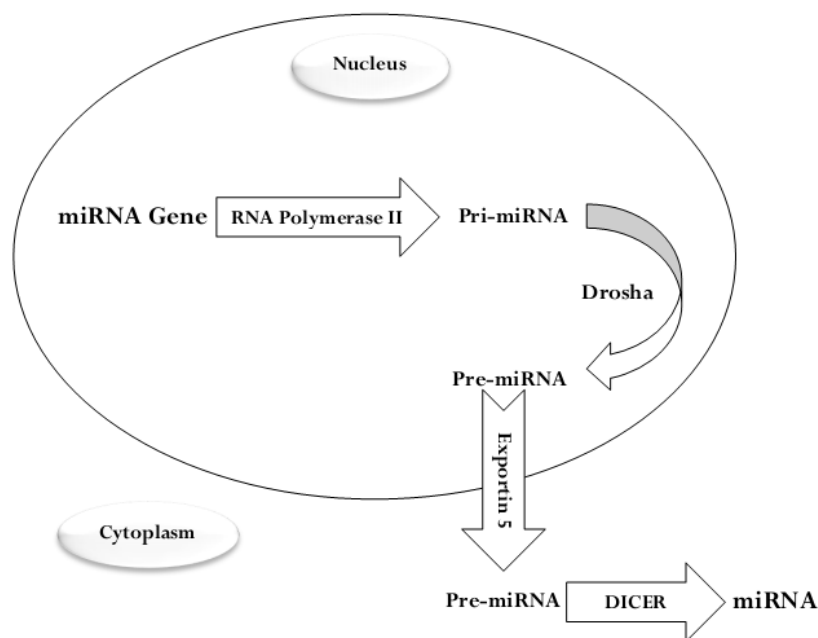 Nucleus
miRNA Gene
RNA Polymerase II
Pri-miRNA
Drosha
Pre-miRNA
Exportin 5
Cytoplasm
Pre-miRNA
DICER
miRNA